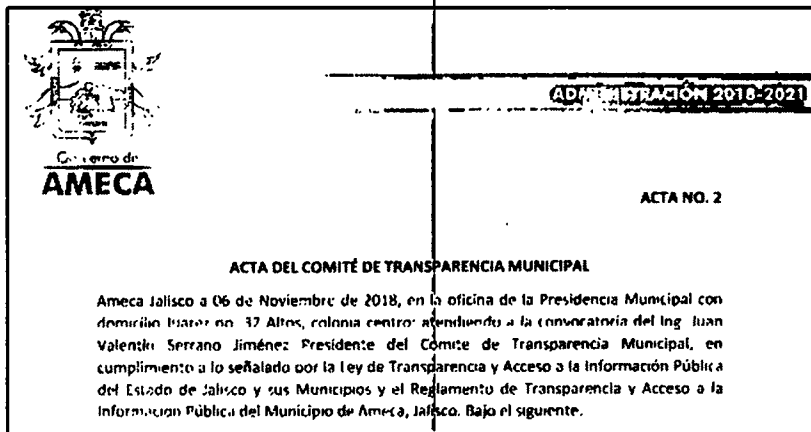 ADMINISTRACIÓN 2018-2021
Gobierno de
AMECA
ACTA NO. 2
ACTA DEL COMITÉ DE TRANSPARENCIA MUNICIPAL
Ameca Jalisco a 06 de Noviembre de 2018, en la oficina de la Presidencia Municipal con
domicilio Juarez no. 32 Altos, colonia centro; atendiendo a la convocatoria del Ing. Juan
Valentín Serrano Jiménez Presidente del Comite de Transparencia Municipal, en
cumplimiento a lo señalado por la Ley de Transparencia y Acceso a la Información Pública
del Estado de Jalisco y sus Municipios y el Reglamento de Transparencia y Acceso a la
Información Pública del Municipio de Ameca, Jalisco. Bajo el siguiente.